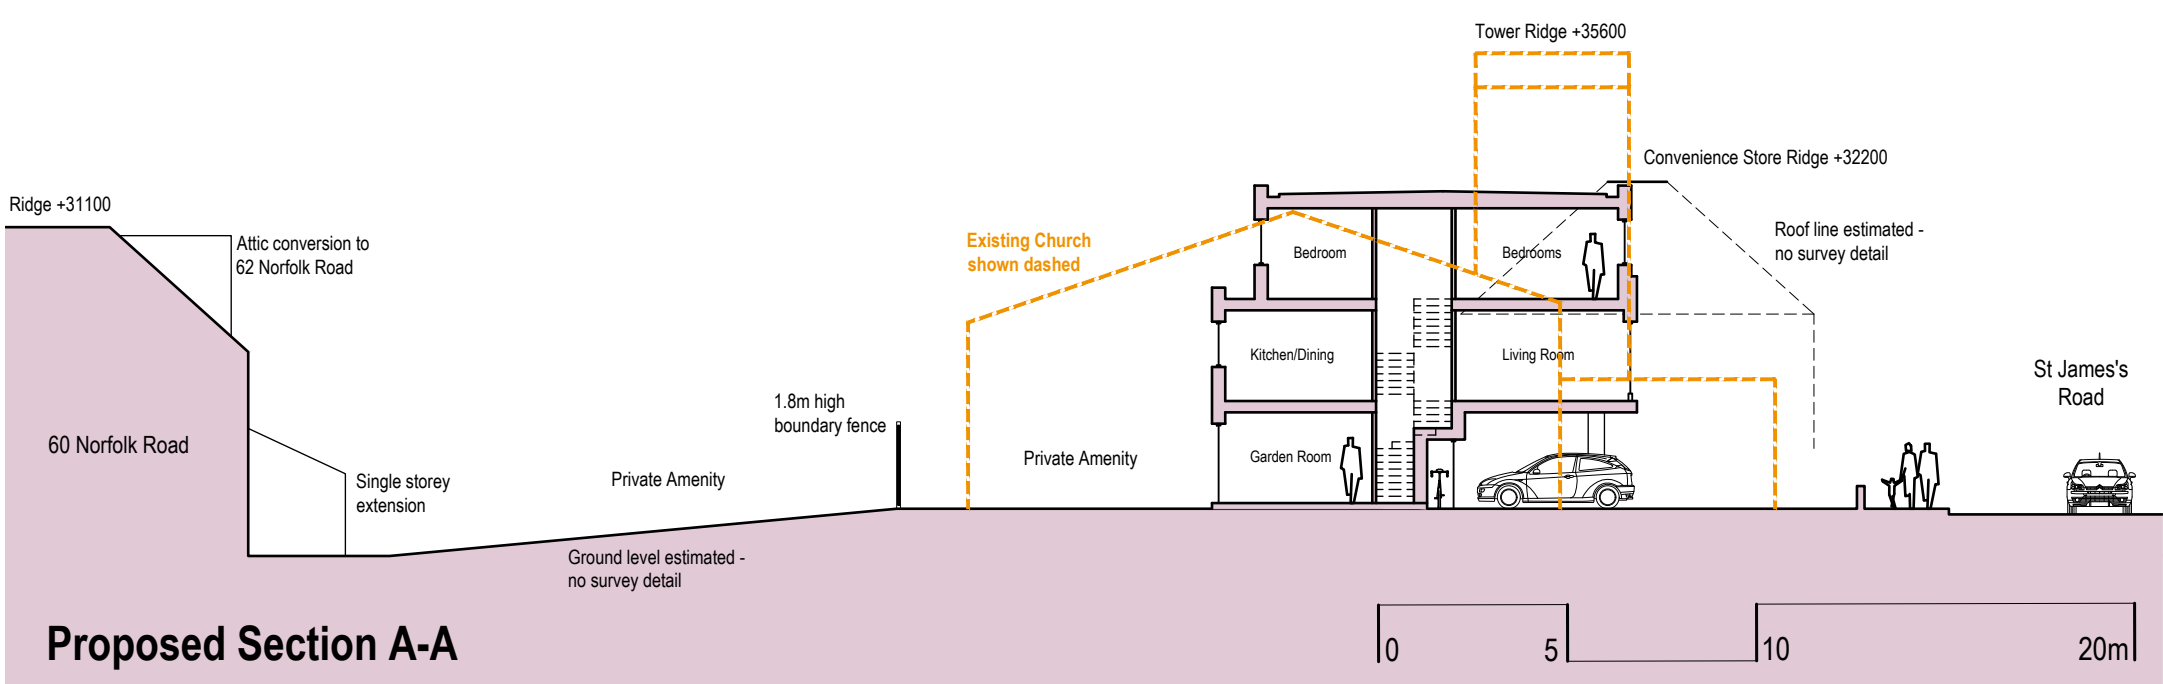 Tower Ridge +35600
Convenience Store Ridge +32200
Ridge +31100
Attic conversion to
62 Norfolk Road
Existing Church
shown dashed
Bedroom
Bedrooms
Roof line estimated -
no survey detail
Kitchen/Dining
Living Room
St James's
Road
1.8m high
boundary fence
60 Norfolk Road
Private Amenity
Garden Room
Single storey
extension
Private Amenity
Ground level estimated -
no survey detail
Proposed Section A-A
0
5
10
20m